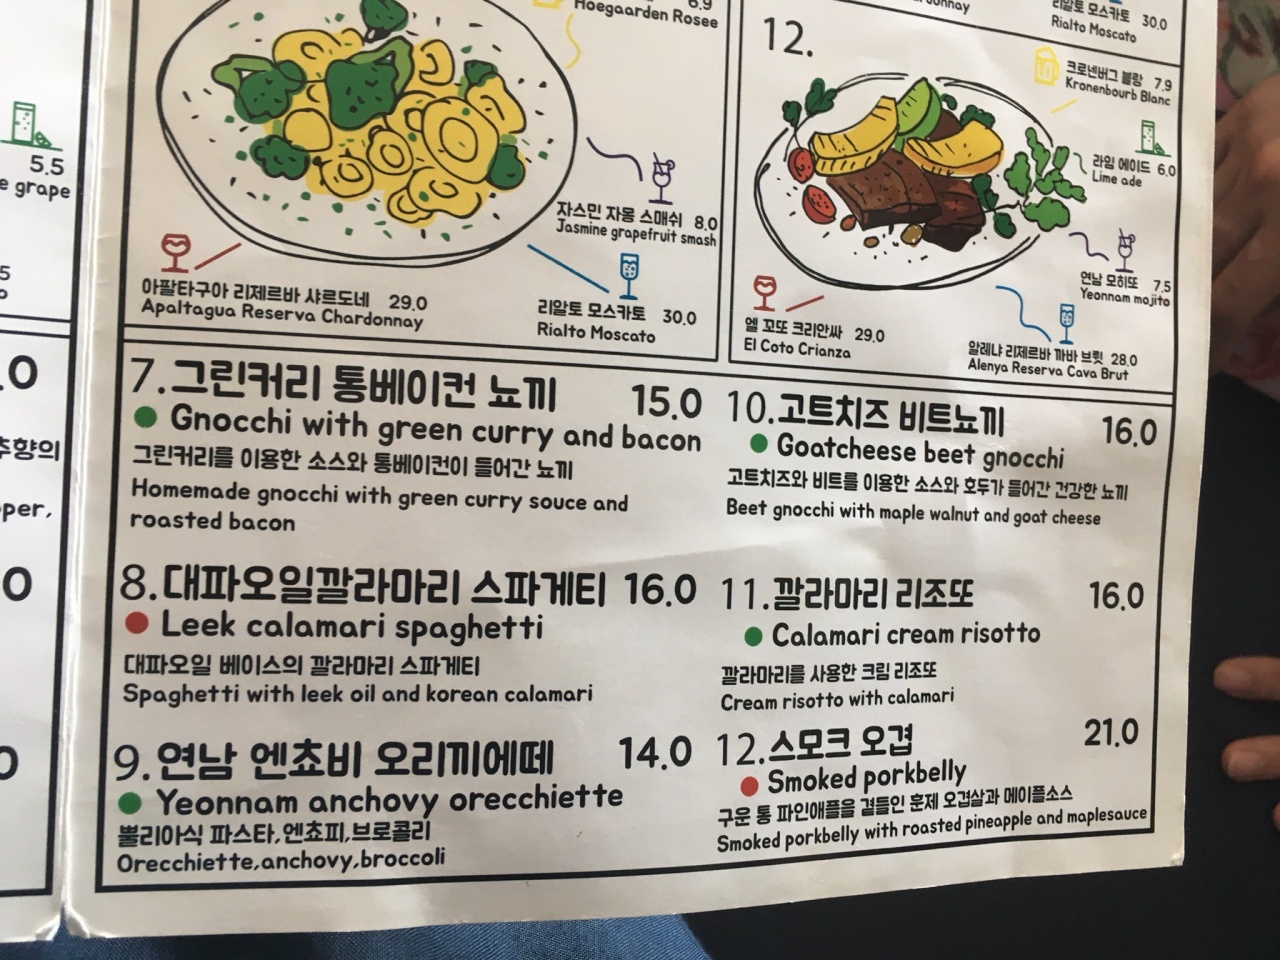 5.5
e grape
.0
추향의
per,
0
6.9
Hoegaarden Rosee
자스민 자몽 스매쉬 8.0
Jasmine grapefruit smash
아팔타구아 리제르바 샤르도네 29.0
Apaltagua Reserva Chardonnay
리알토 모스카토 30.0
Rialto Moscato
리알토 모스카토 30.0
Rialto Moscato
12.
크로넨버그 블랑 7.9
Kronenbourg Blanc
라임 에이드 6.0
Lime ade
연남 모히또 7.5
Yeonnam mojito
엘 꼬또 크리안싸 29.0
El Coto Crianza
알레냐 리제르바 까바 브륏 28.0
Alenya Reserva Cava Brut
7.그린커리 통베이컨 뇨끼 15.0
Gnocchi with green curry and bacon
그린커리를 이용한 소스와 통베이컨이 들어간 뇨끼
Homemade gnocchi with green curry souce and
roasted bacon
8.대파오일깔라마리 스파게티 16.0
Leek calamari spaghetti
대파오일 베이스의 깔라마리 스파게티
Spaghetti with leek oil and korean calamari
9.연남 엔쵸비 오리끼에떼 14.0
Yeonnam anchovy orecchiette
뿔리아식 파스타,엔쵸피,브로콜리
Orecchiette,anchovy,broccoli
10.고트치즈 비트뇨끼 16.0
Goatcheese beet gnocchi
고트치즈와 비트를 이용한 소스와 호두가 들어간 건강한 뇨끼
Beet gnocchi with maple walnut and goat cheese
11.깔라마리 리조또 16.0
Calamari cream risotto
깔라마리를 사용한 크림 리조또
Cream risotto with calamari
12.스모크 오겹 21.0
Smoked porkbelly
구운 통 파인애플을 곁들인 훈제 오겹살과 메이플소스
Smoked porkbelly with roasted pineapple and maplesauce